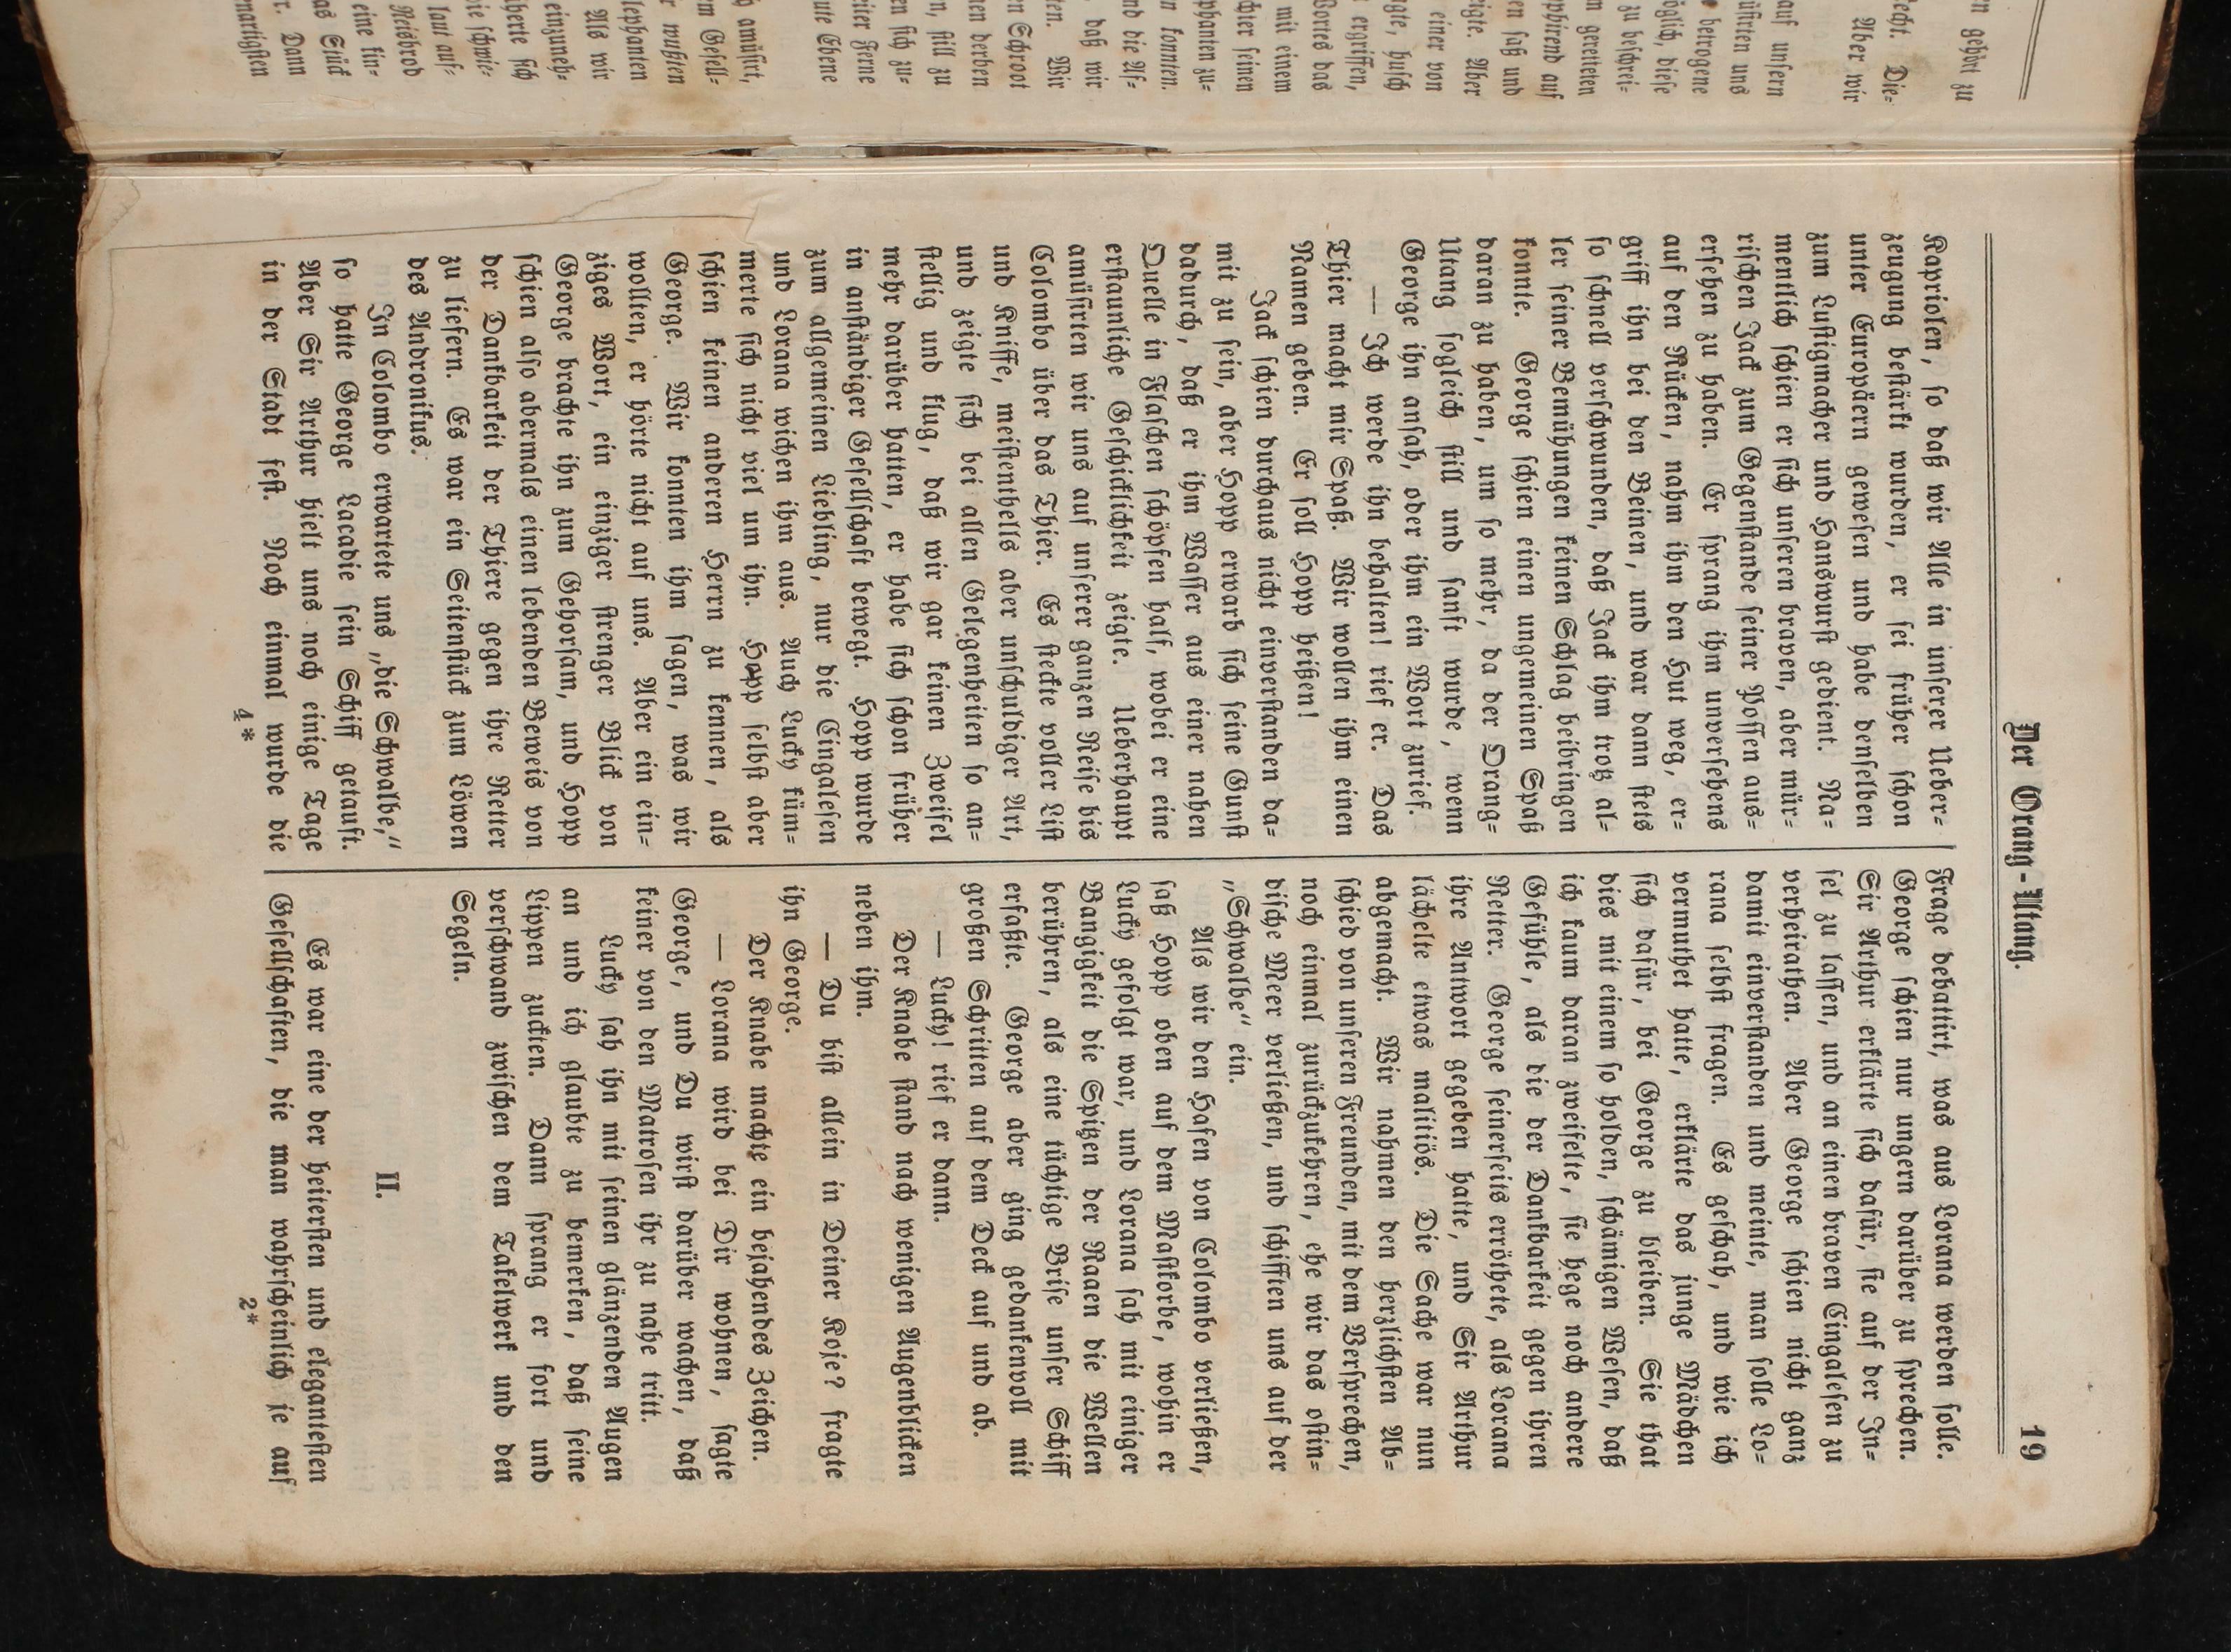 Der Orang-Utang.
19
Kapriolen, so daß wir Alle in unserer Ueber-
zeugung bestärkt wurden, er sei früher schon
unter Europäern gewesen und habe denselben
zum Lustigmacher und Hanswurst gedient. Na-
mentlich schien er sich unseren braven, aber mür-
rischen Jack zum Gegenstande seiner Possen aus-
ersehen zu haben. Er sprang ihm unversehens
auf den Rücken, nahm ihm den Hut weg, er-
griff ihn bei den Beinen, und war dann stets
so schnell verschwunden, daß Jack ihm trotz al-
ler seiner Bemühungen keinen Schlag beibringen
konnte. George schien einen ungemeinen Spaß
daran zu haben, um so mehr, da der Orang-
Utang sogleich still und sanft wurde, wenn
George ihn ansah, oder ihm ein Wort zurief.
— Ich werde ihn behalten! rief er. Das
Thier macht mir Spaß. Wir wollen ihm einen
Namen geben. Er soll Hopp heißen!
Jack schien durchaus nicht einverstanden da-
mit zu sein, aber Hopp erwarb sich seine Gunst
dadurch, daß er ihm Wasser aus einer nahen
Quelle in Flaschen schöpfen half, wobei er eine
erstaunliche Geschicklichkeit zeigte. Ueberhaupt
amüsirten wir uns auf unserer ganzen Reise bis
Colombo über das Thier. Es steckte voller List
und Kniffe, meistentheils aber unschuldiger Art,
und zeigte sich bei allen Gelegenheiten so an-
stellig und klug, daß wir gar keinen Zweifel
mehr darüber hatten, er habe sich schon früher
in anständiger Gesellschaft bewegt. Hopp wurde
zum allgemeinen Liebling, nur die Cingalesen
und Lorana wichen ihm aus. Auch Lucky küm-
merte sich nicht viel um ihn. Hopp selbst aber
schien keinen anderen Herrn zu kennen, als
George. Wir konnten ihm sagen, was wir
wollten, er hörte nicht auf uns. Aber ein ein-
ziges Wort, ein einziger strenger Blick von
George brachte ihn zum Gehorsam, und Hopp
schien also abermals einen lebenden Beweis von
der Dankbarkeit der Thiere gegen ihre Retter
zu liefern. Es war ein Seitenstück zum Löwen
des Andronikus.
In Colombo erwartete uns „die Schwalbe,“
so hatte George Lacadie sein Schiff getauft.
Aber Sir Arthur hielt uns noch einige Tage
in der Stadt fest. Noch einmal wurde die
4*
Frage debattirt, was aus Lorana werden solle.
George schien nur ungern darüber zu sprechen.
Sir Arthur erklärte sich dafür, sie auf der In-
sel zu lassen, und an einen braven Cingalesen zu
verheirathen. Aber George schien nicht ganz
damit einverstanden und meinte, man solle Lo-
rana selbst fragen. Es geschah, und wie ich
vermuthet hatte, erklärte das junge Mädchen
sich dafür, bei George zu bleiben. Sie that
dies mit einem so holden, schämigen Wesen, daß
ich kaum daran zweifelte, sie hege noch andere
Gefühle, als die der Dankbarkeit gegen ihren
Retter. George seinerseits erröthete, als Lorana
ihre Antwort gegeben hatte, und Sir Arthur
lächelte etwas malitiös. Die Sache war nun
abgemacht. Wir nahmen den herzlichsten Ab-
schied von unseren Freunden, mit dem Versprechen,
noch einmal zurückzukehren, ehe wir das ostin-
dische Meer verließen, und schifften uns auf der
„Schwalbe“ ein.
Als wir den Hafen von Colombo verließen,
saß Hopp oben auf dem Mastkorbe, wohin er
Lucky gefolgt war, und Lorana sah mit einiger
Bangigkeit die Spitzen der Raaen die Wellen
berühren, als eine tüchtige Brise unser Schiff
erfaßte. George aber ging gedankenvoll mit
großen Schritten auf dem Deck auf und ab.
— Lucky! rief er dann.
Der Knabe stand nach wenigen Augenblicken
neben ihm.
— Du bist allein in Deiner Koje? fragte
ihn George.
Der Knabe machte ein bejahendes Zeichen.
— Lorana wird bei Dir wohnen, sagte
George, und Du wirst darüber wachen, daß
keiner von den Matrosen ihr zu nahe tritt.
Lucky sah ihn mit seinen glänzenden Augen
an und ich glaubte zu bemerken, daß seine
Lippen zuckten. Dann sprang er fort und
verschwand zwischen dem Takelwerk und den
Segeln.
II.
Es war eine der heitersten und elegantesten
Gesellschaften, die man wahrscheinlich je auf
2*